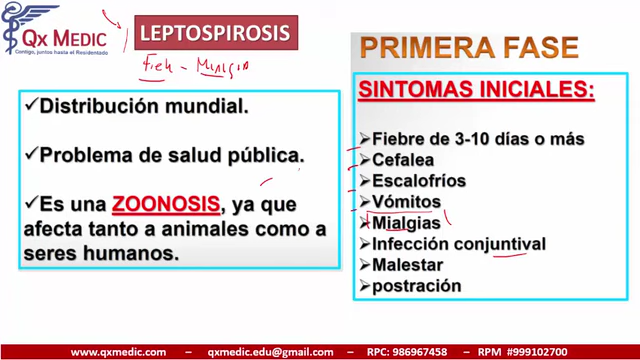 Qx MEDIC
Contigo, juntos hasta el Residentado
LEPTOSPIROSIS
Fieb - Mialgia
✓Distribución mundial.
✓Problema de salud pública.
✓Es una ZOONOSIS, ya que
afecta tanto a animales como a
seres humanos.
PRIMERA FASE
SINTOMAS INICIALES:
➢Fiebre de 3-10 días o más
➢Cefalea
➢Escalofríos
➢Vómitos
➢Mialgias
➢Infección conjuntival
➢Malestar
➢postración
www.qxmedic.com – qxmedic.edu@gmail.com – RPC: 986967458 – RPM #999102700